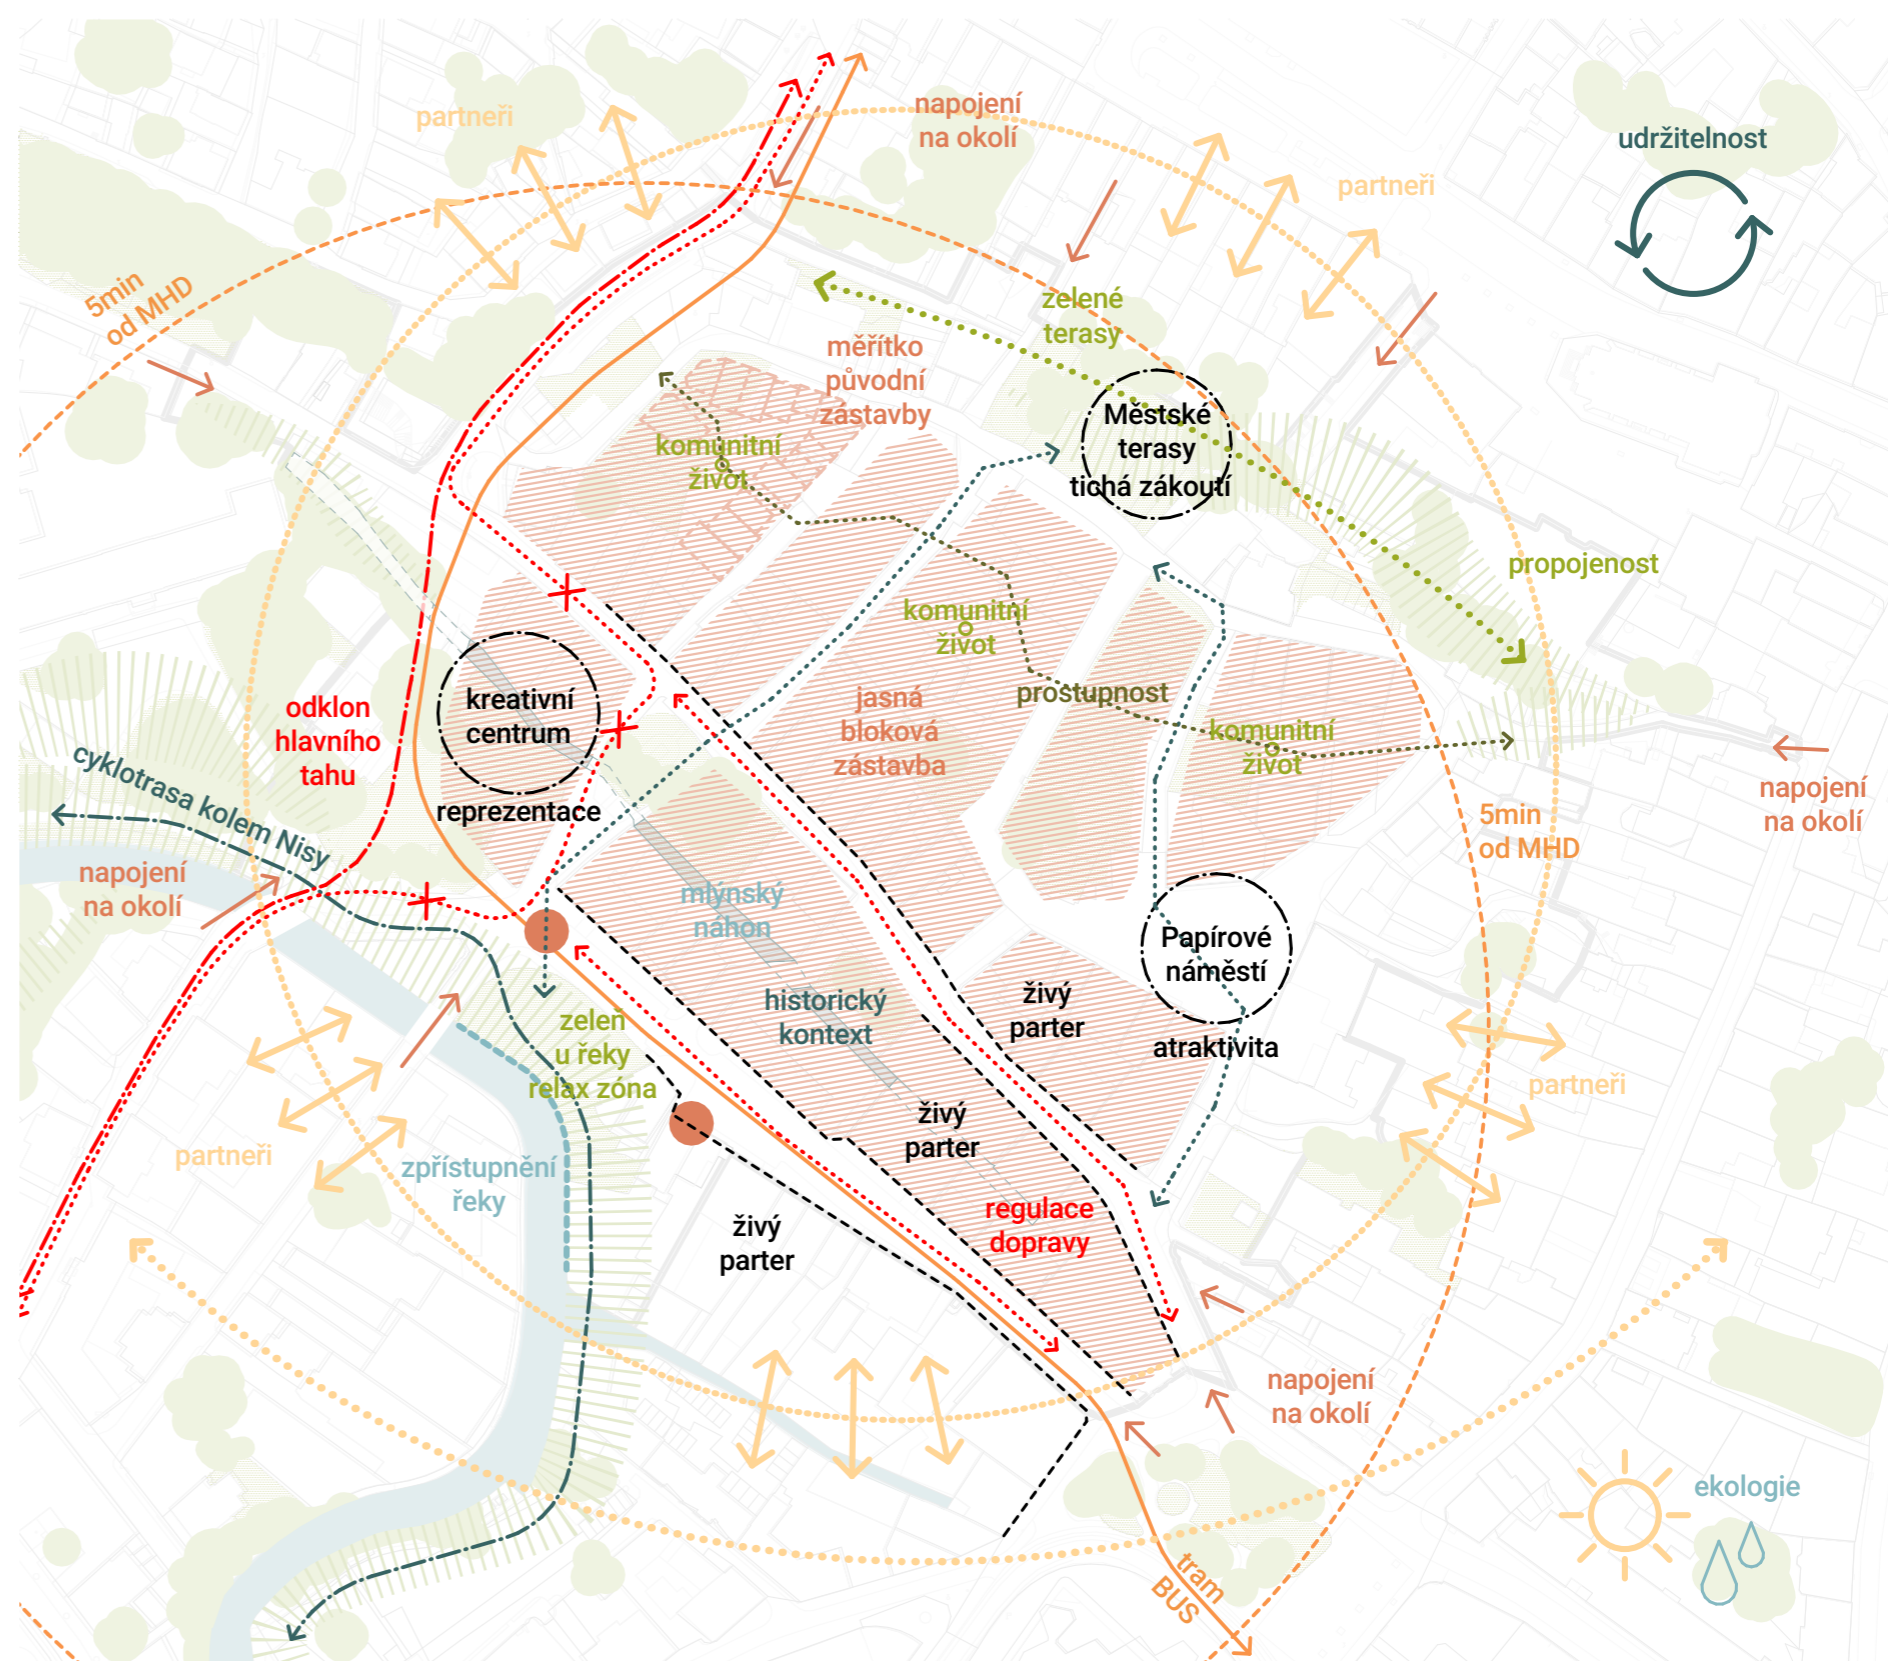 partneři
napojení
na okolí
udržitelnost
partneři
5min
od MHD
zelené
terasy
měřítko
původní
zástavby
Městské
terasy
tichá zákoutí
komunitní
život
propojenost
komunitní
život
kreativní
centrum
reprezentace
prostupnost
jasná
bloková
zástavba
komunitní
život
odklon
hlavního
tahu
cyklotrasa kolem Nisy
napojení
na okolí
5min
od MHD
napojení
na okolí
mlýnský
náhon
Papírové
náměstí
atraktivita
historický
kontext
živý
parter
zeleň
u řeky
relax zóna
partneři
živý
parter
partneři
zpřístupnění
řeky
živý
parter
regulace
dopravy
napojení
na okolí
ekologie
tram
BUS